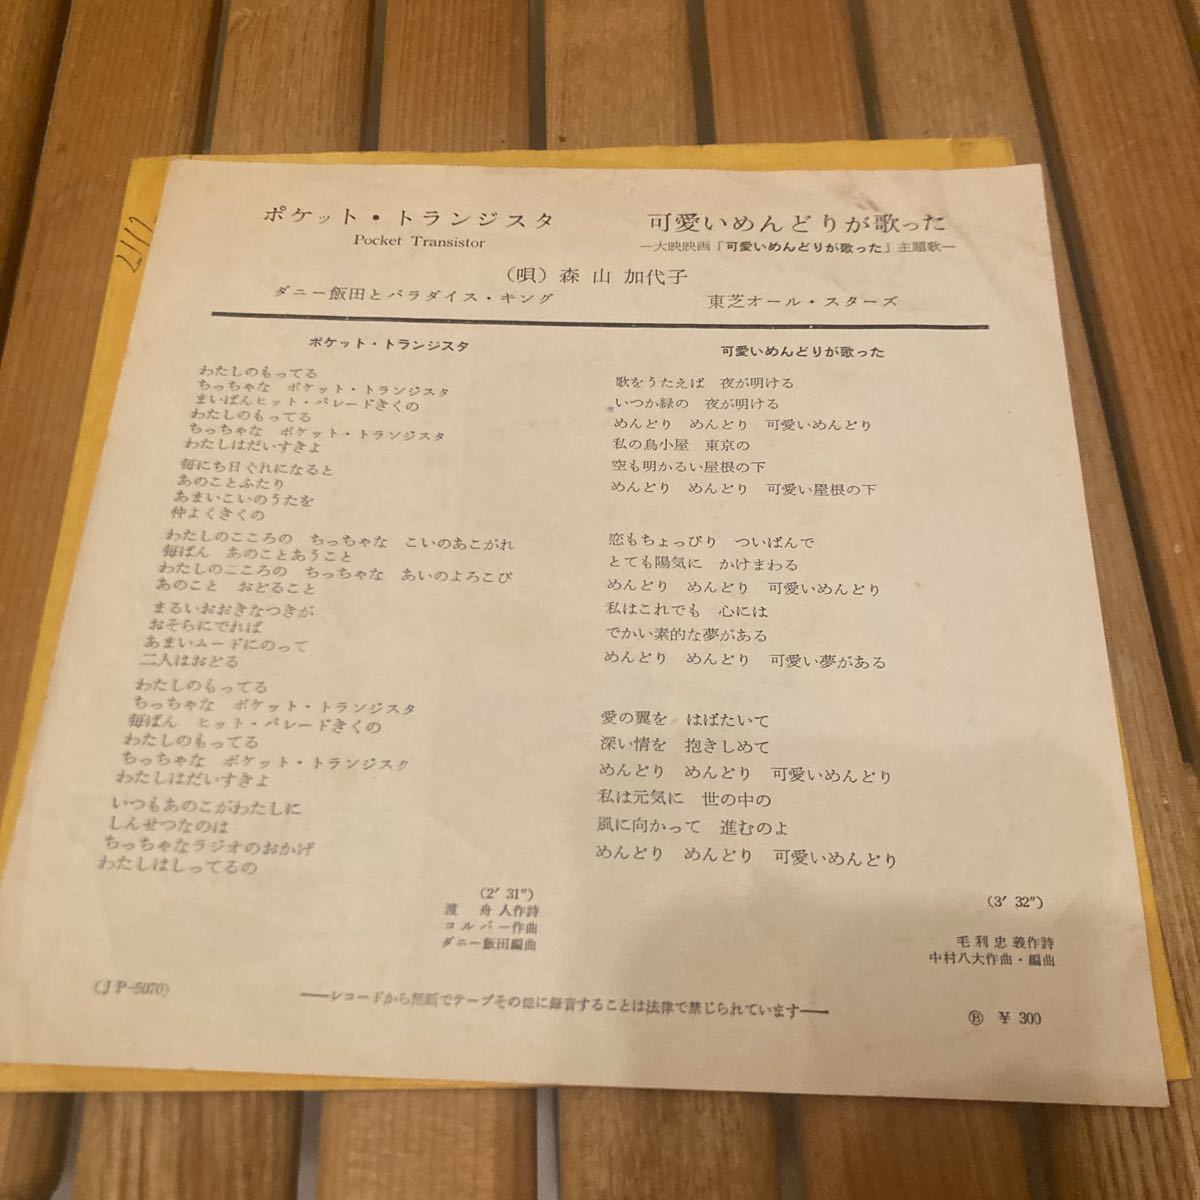 ポケット・トランジスタ
Pocket Transistor
可愛いめんどりが歌った
―大映映画「可愛いめんどりが歌った」主題歌―
(唄) 森山加代子
ダニー飯田とパラダイス・キング
東芝オール・スターズ
ポケット・トランジスタ
わたしのもってる
ちっちゃな ポケット・トランジスタ
まいばんヒット・パレードきくの
わたしのもってる
ちっちゃな ポケット・トランジスタ
わたしはだいすきよ
毎にち日ぐれになると
あのことふたり
あまいこいのうたを
仲よくきくの
わたしのこころの ちっちゃな こいのあこがれ
毎ばん あのことあうこと
わたしのこころの ちっちゃな あいのよろこび
あのこと おどること
まるいおおきなつきが
おそらにでれば
あまいムードにのって
二人はおどる
わたしのもってる
ちっちゃな ポケット・トランジスタ
毎ばん ヒット・パレードきくの
わたしのもってる
ちっちゃな ポケット・トランジスタ
わたしはだいすきよ
いつもあのこがわたしに
しんせつなのは
ちっちゃなラジオのおかげ
わたしはしってるの
(2′ 31″)
渡 舟人作詩
コルバー作曲
ダニー飯田編曲
(JP-5070)
可愛いめんどりが歌った
歌をうたえば 夜が明ける
いつか緑の 夜が明ける
めんどり めんどり 可愛いめんどり
私の鳥小屋 東京の
空も明かるい屋根の下
めんどり めんどり 可愛い屋根の下
恋もちょっぴり ついばんで
とても陽気に かけまわる
めんどり めんどり 可愛いめんどり
私はこれでも 心には
でかい素的な夢がある
めんどり めんどり 可愛い夢がある
愛の翼を はばたいて
深い情を 抱きしめて
めんどり めんどり 可愛いめんどり
私は元気に 世の中の
風に向かって 進むのよ
めんどり めんどり 可愛いめんどり
(3′ 32″)
毛利忠義作詩
中村八大作曲・編曲
――レコードから無断でテープその他に録音することは法律で禁じられています――
Ⓑ ¥ 300